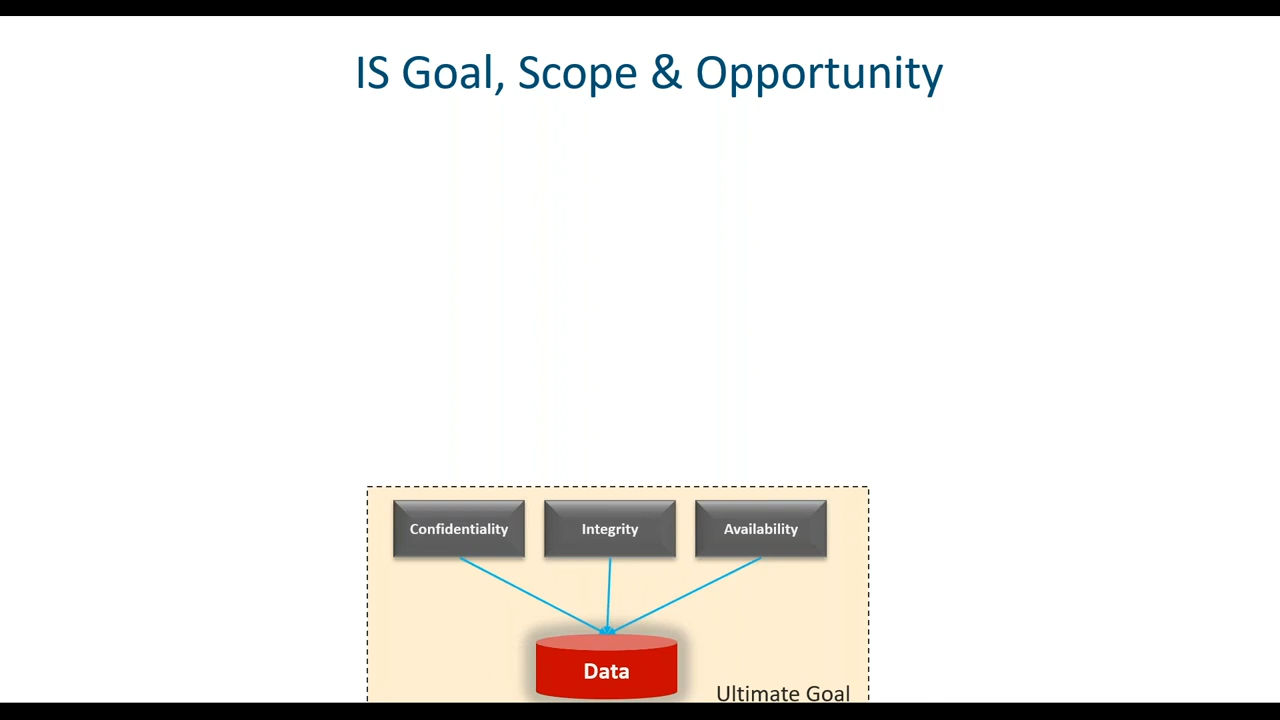 IS Goal, Scope & Opportunity
Confidentiality
Integrity
Availability
Data
Ultimate Goal